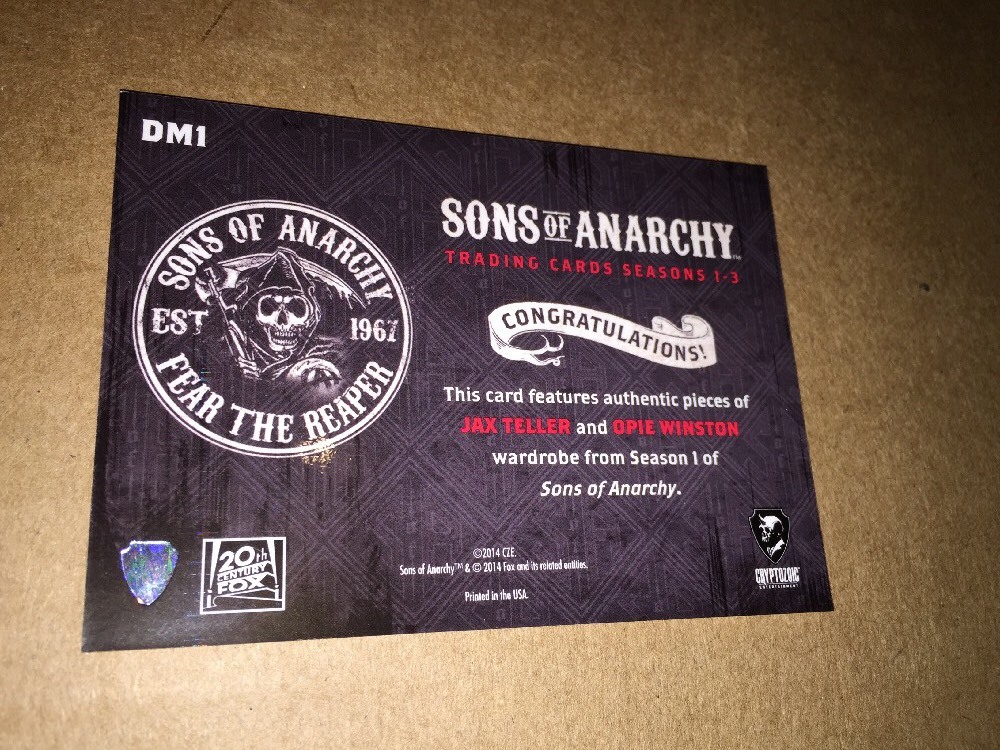 DM1
SONS OF ANARCHY
EST 1967
FEAR THE REAPER
SONS OF ANARCHY™
TRADING CARDS SEASONS 1-3
CONGRATULATIONS!
This card features authentic pieces of
JAX TELLER and OPIE WINSTON
wardrobe from Season 1 of
Sons of Anarchy.
©2014 CZE.
Sons of Anarchy™ & © 2014 Fox and its related entities.
Printed in the USA.
20th
CENTURY
FOX
CRYPTOZOIC
ENTERTAINMENT